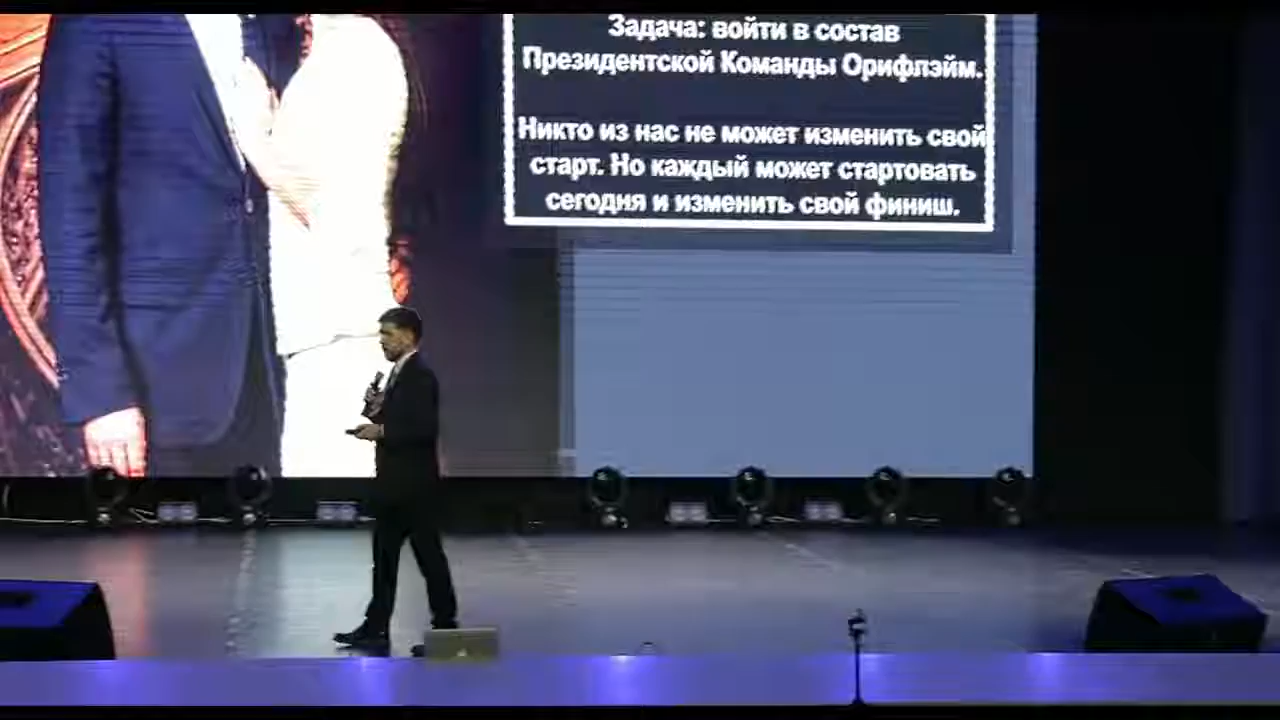 Задача: войти в состав
Президентской Команды Орифлэйм.
Никто из нас не может изменить свой
старт. Но каждый может стартовать
сегодня и изменить свой финиш.